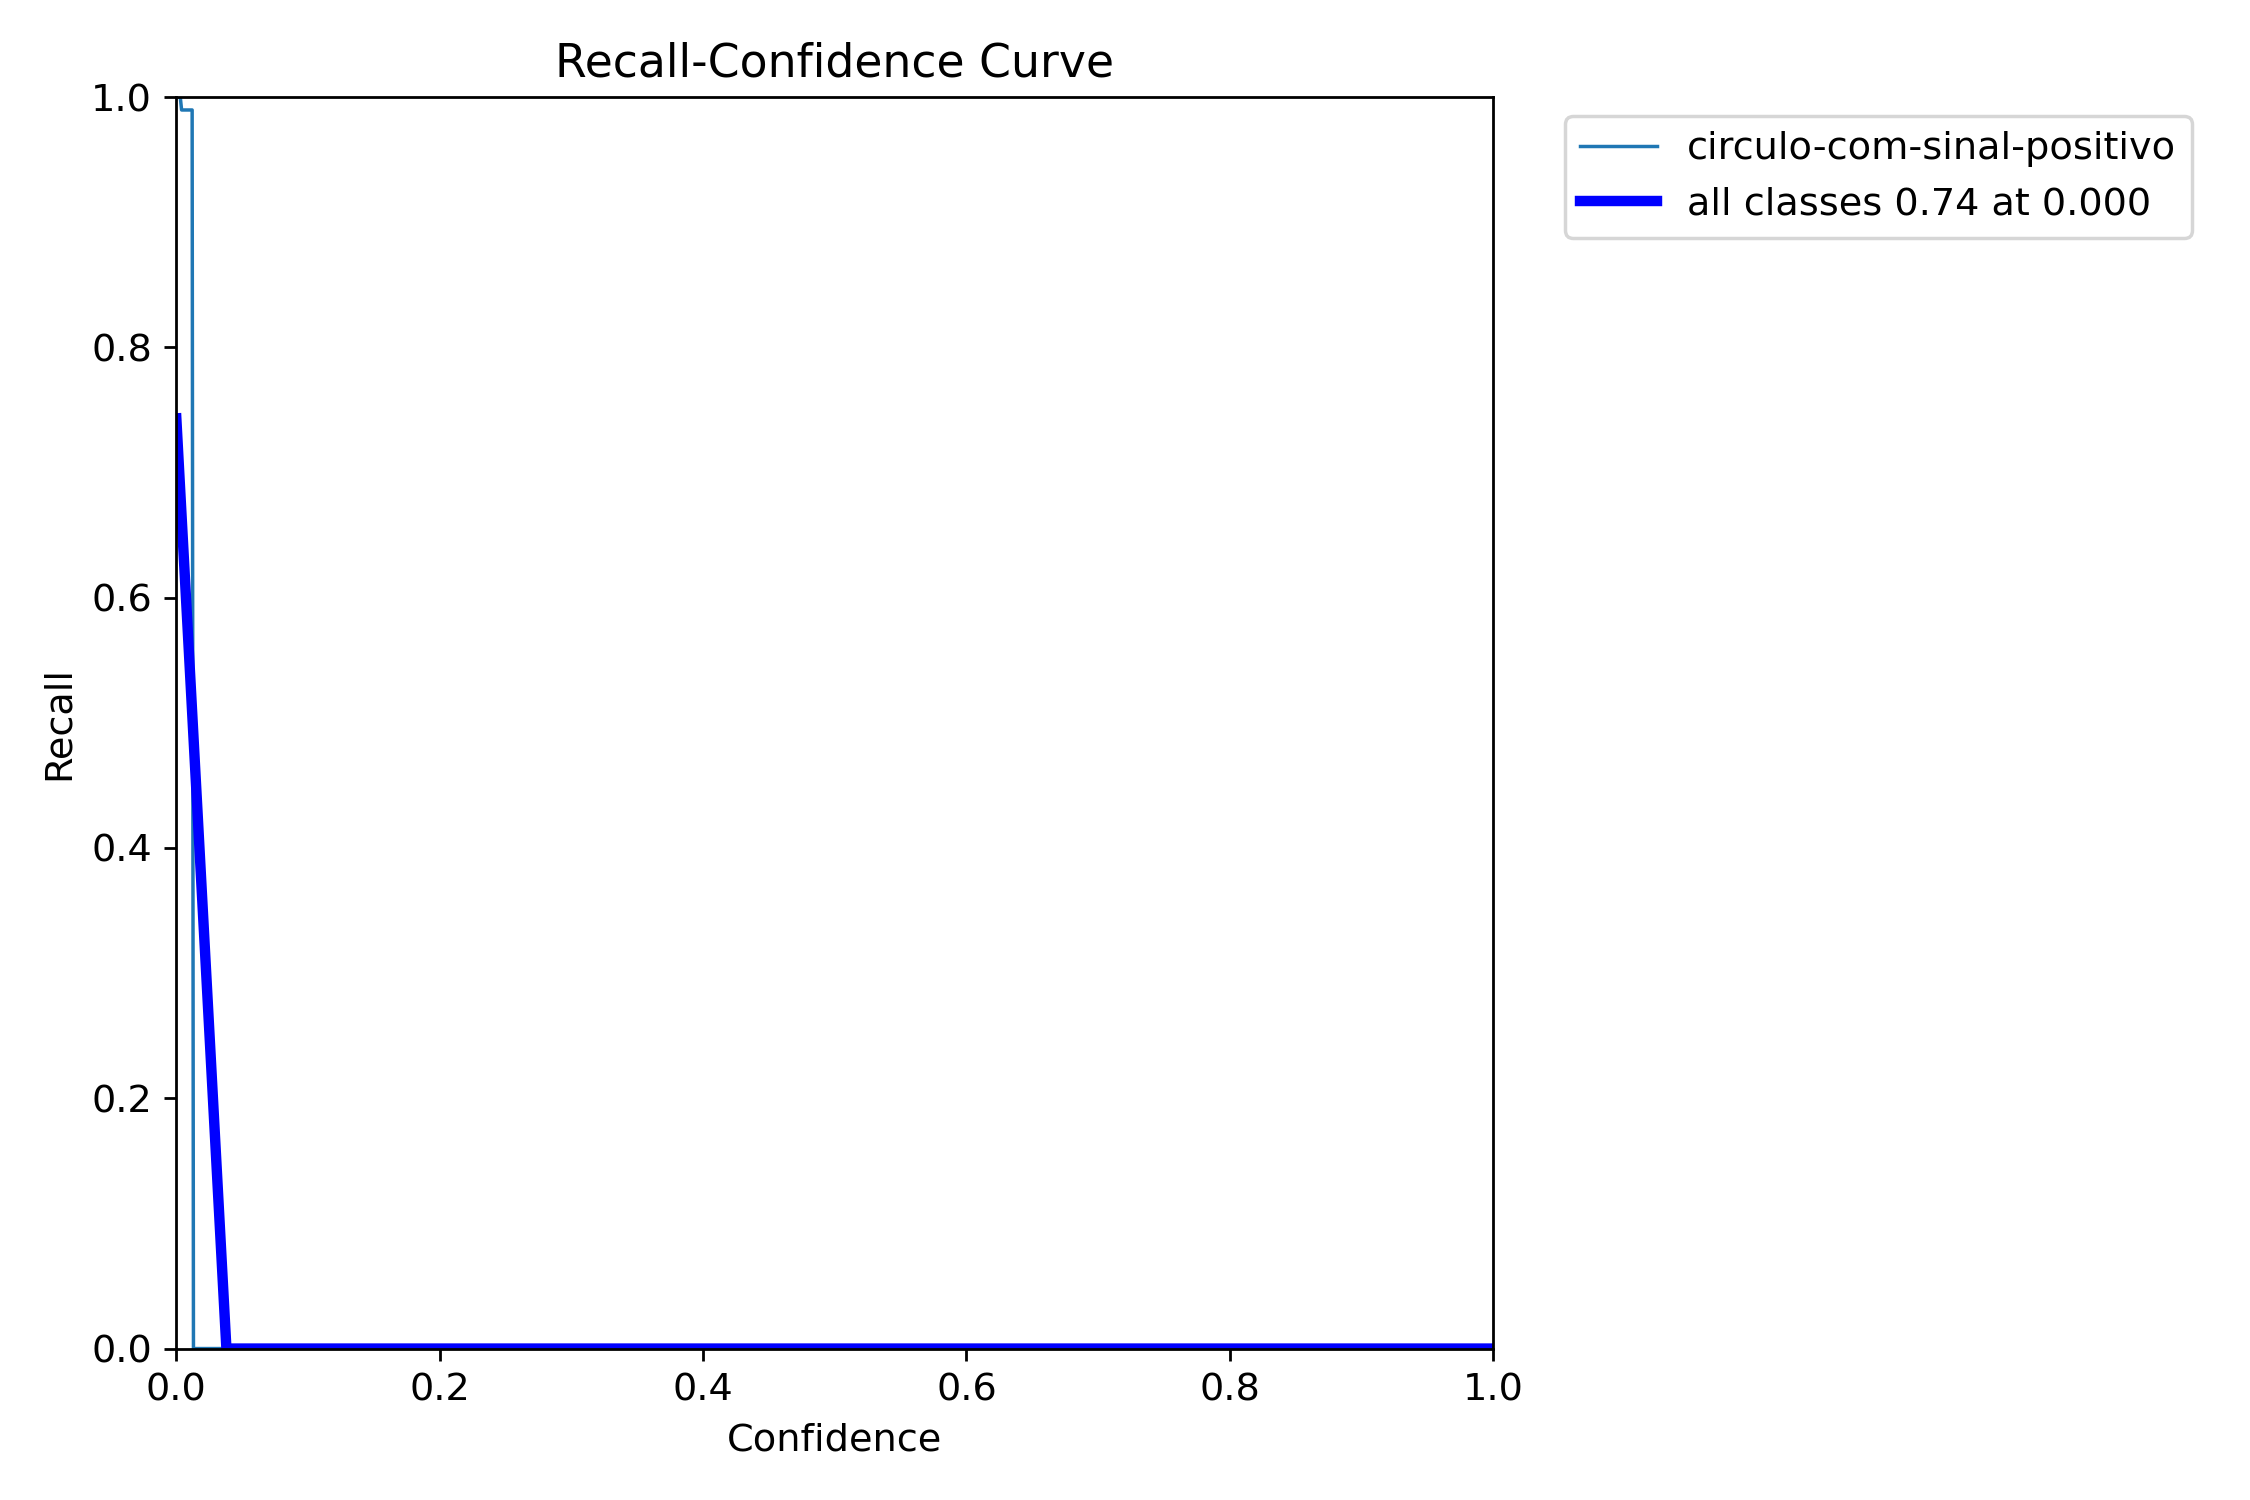 Recall-Confidence Curve
circulo-com-sinal-positivo
all classes 0.74 at 0.000
1.0
0.8
0.6
0.4
0.2
0.0
Recall
0.0 0.2 0.4 0.6 0.8 1.0
Confidence